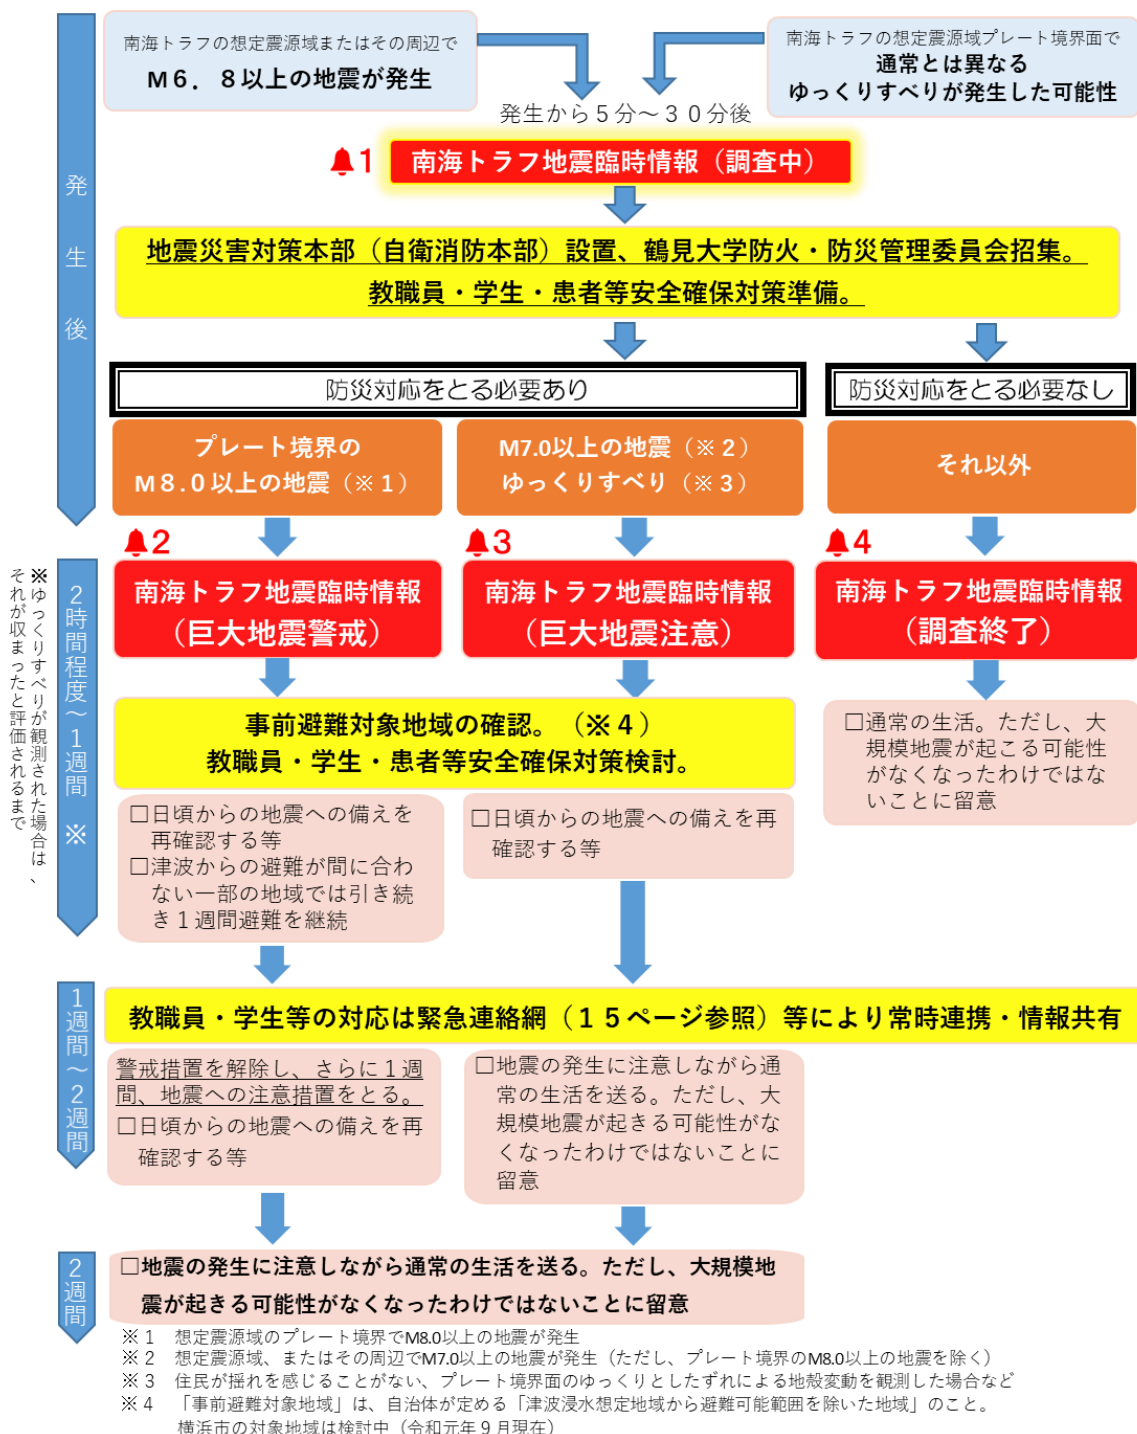 南海トラフの想定震源域またはその周辺で
M６．８以上の地震が発生
南海トラフの想定震源域プレート境界面で
通常とは異なる
ゆっくりすべりが発生した可能性
発生から５分～３０分後
1
南海トラフ地震臨時情報（調査中）
発生後
地震災害対策本部（自衛消防本部）設置、鶴見大学防火・防災管理委員会招集。
教職員・学生・患者等安全確保対策準備。
防災対応をとる必要あり
防災対応をとる必要なし
プレート境界の
M８.０以上の地震（※１）
M7.0以上の地震（※２）
ゆっくりすべり（※３）
それ以外
2
3
4
南海トラフ地震臨時情報
（巨大地震警戒）
南海トラフ地震臨時情報
（巨大地震注意）
南海トラフ地震臨時情報
（調査終了）
2時間程度～1週間 ※
※ゆっくりすべりが観測された場合は、
それが収まったと評価されるまで
事前避難対象地域の確認。（※４）
教職員・学生・患者等安全確保対策検討。
□通常の生活。ただし、大
規模地震が起こる可能性
がなくなったわけではな
いことに留意
□日頃からの地震への備えを
再確認する等
□津波からの避難が間に合わ
ない一部の地域では引き続
き１週間避難を継続
□日頃からの地震への備えを再
確認する等
1週間～2週間
教職員・学生等の対応は緊急連絡網（１５ページ参照）等により常時連携・情報共有
警戒措置を解除し、さらに１週
間、地震への注意措置をとる。
□日頃からの地震への備えを再
確認する等
□地震の発生に注意しながら通
常の生活を送る。ただし、大
規模地震が起きる可能性がな
くなったわけではないことに
留意
2週間
□地震の発生に注意しながら通常の生活を送る。ただし、大規模地
震が起きる可能性がなくなったわけではないことに留意
※１　想定震源域のプレート境界でM8.0以上の地震が発生
※２　想定震源域、またはその周辺でM7.0以上の地震が発生（ただし、プレート境界のM8.0以上の地震を除く）
※３　住民が揺れを感じることがない、プレート境界面のゆっくりとしたずれによる地殻変動を観測した場合など
※４　「事前避難対象地域」は、自治体が定める「津波浸水想定地域から避難可能範囲を除いた地域」のこと。
横浜市の対象地域は検討中（令和元年９月現在）